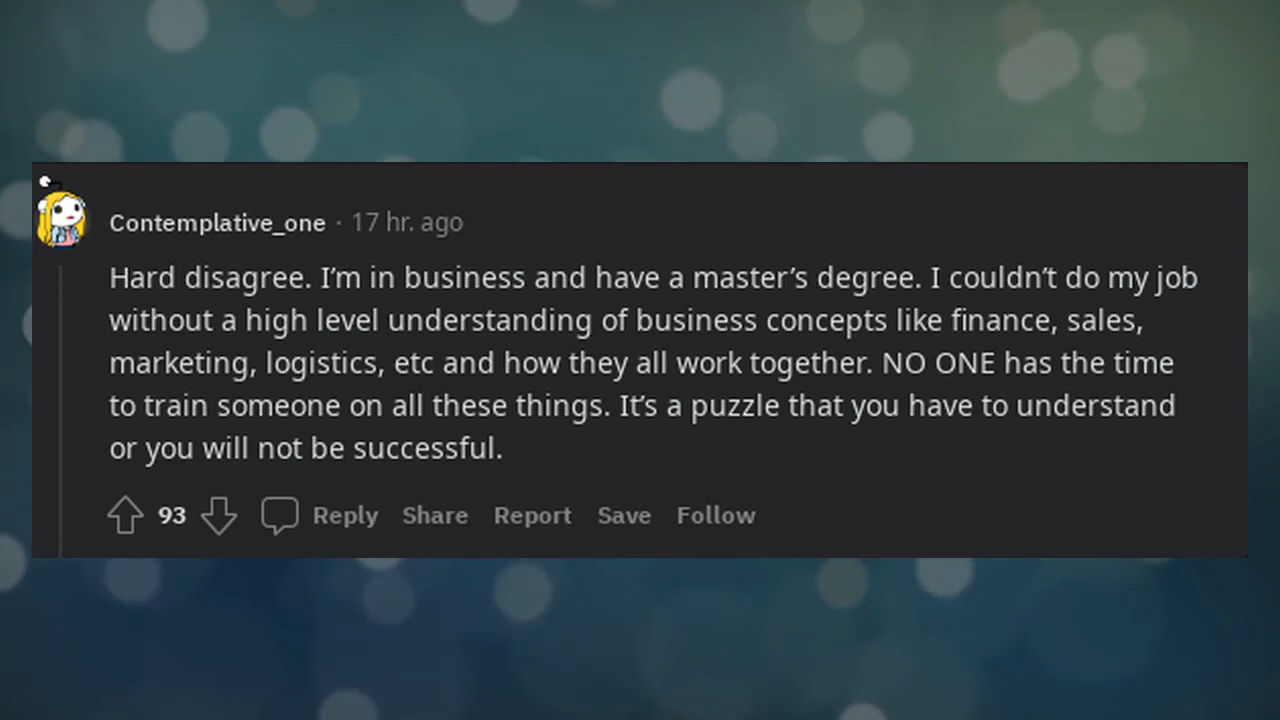 Contemplative_one · 17 hr. ago
Hard disagree. I’m in business and have a master’s degree. I couldn’t do my job
without a high level understanding of business concepts like finance, sales,
marketing, logistics, etc and how they all work together. NO ONE has the time
to train someone on all these things. It’s a puzzle that you have to understand
or you will not be successful.
93 Reply Share Report Save Follow